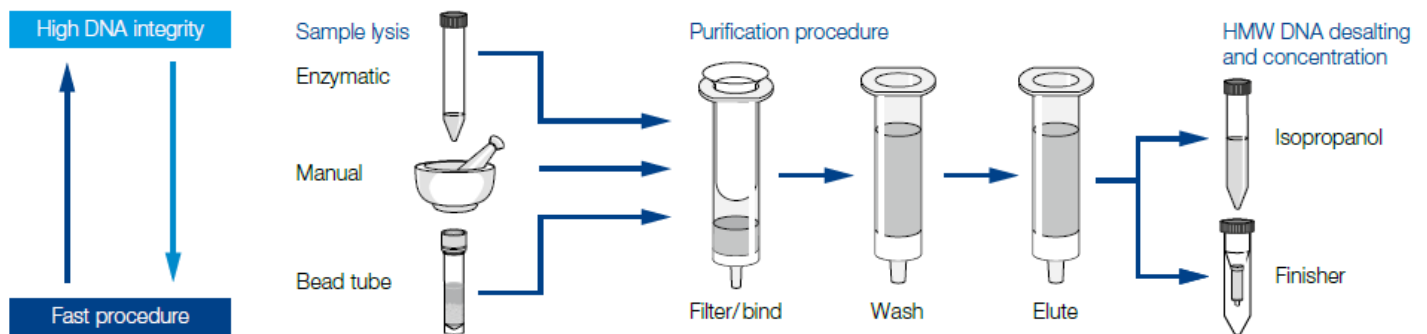 High DNA integrity
Fast procedure
Sample lysis
Enzymatic
Manual
Bead tube
Purification procedure
Filter/bind
Wash
Elute
HMW DNA desalting
and concentration
Isopropanol
Finisher